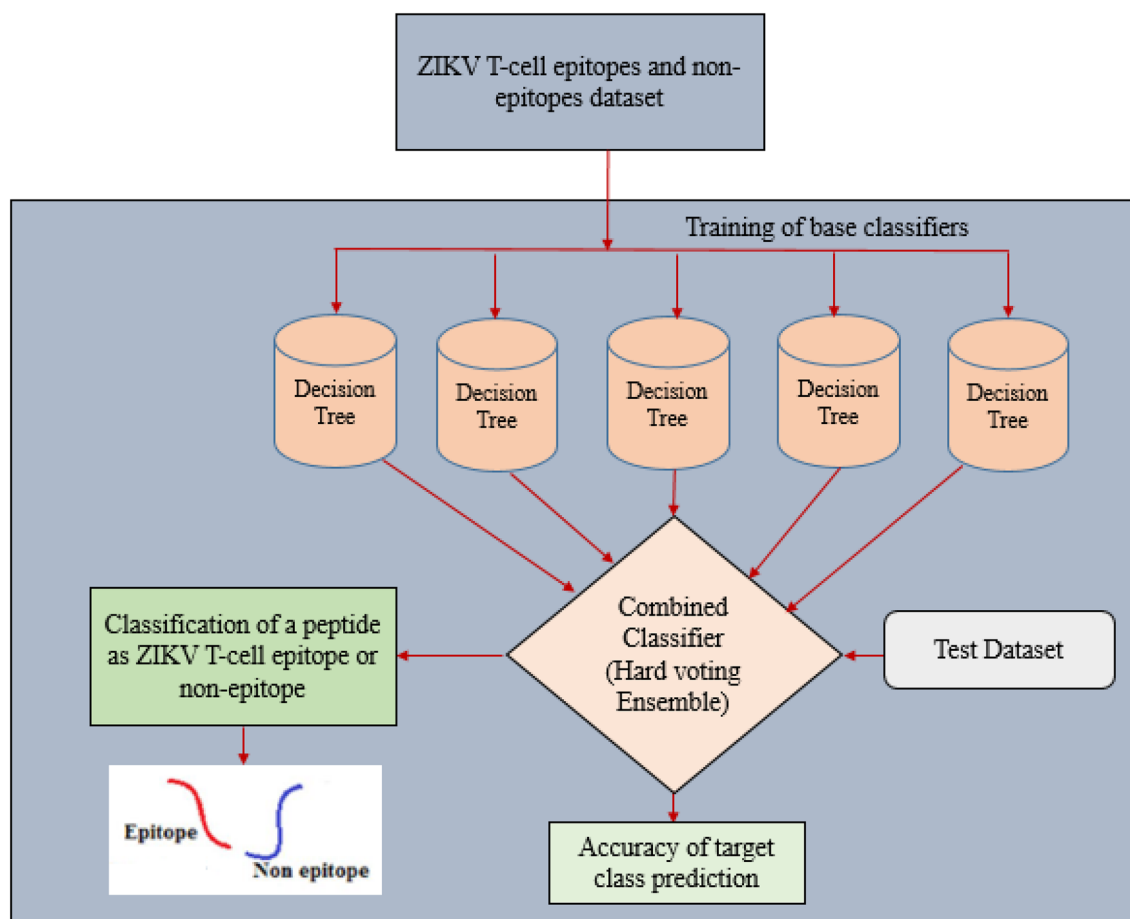 ZIKV T-cell epitopes and non-
epitopes dataset
Training of base classifiers
Decision
Tree
Decision
Tree
Decision
Tree
Decision
Tree
Decision
Tree
Combined
Classifier
(Hard voting
Ensemble)
Test Dataset
Classification of a peptide
as ZIKV T-cell epitope or
non-epitope
Epitope
Non epitope
Accuracy of target
class prediction